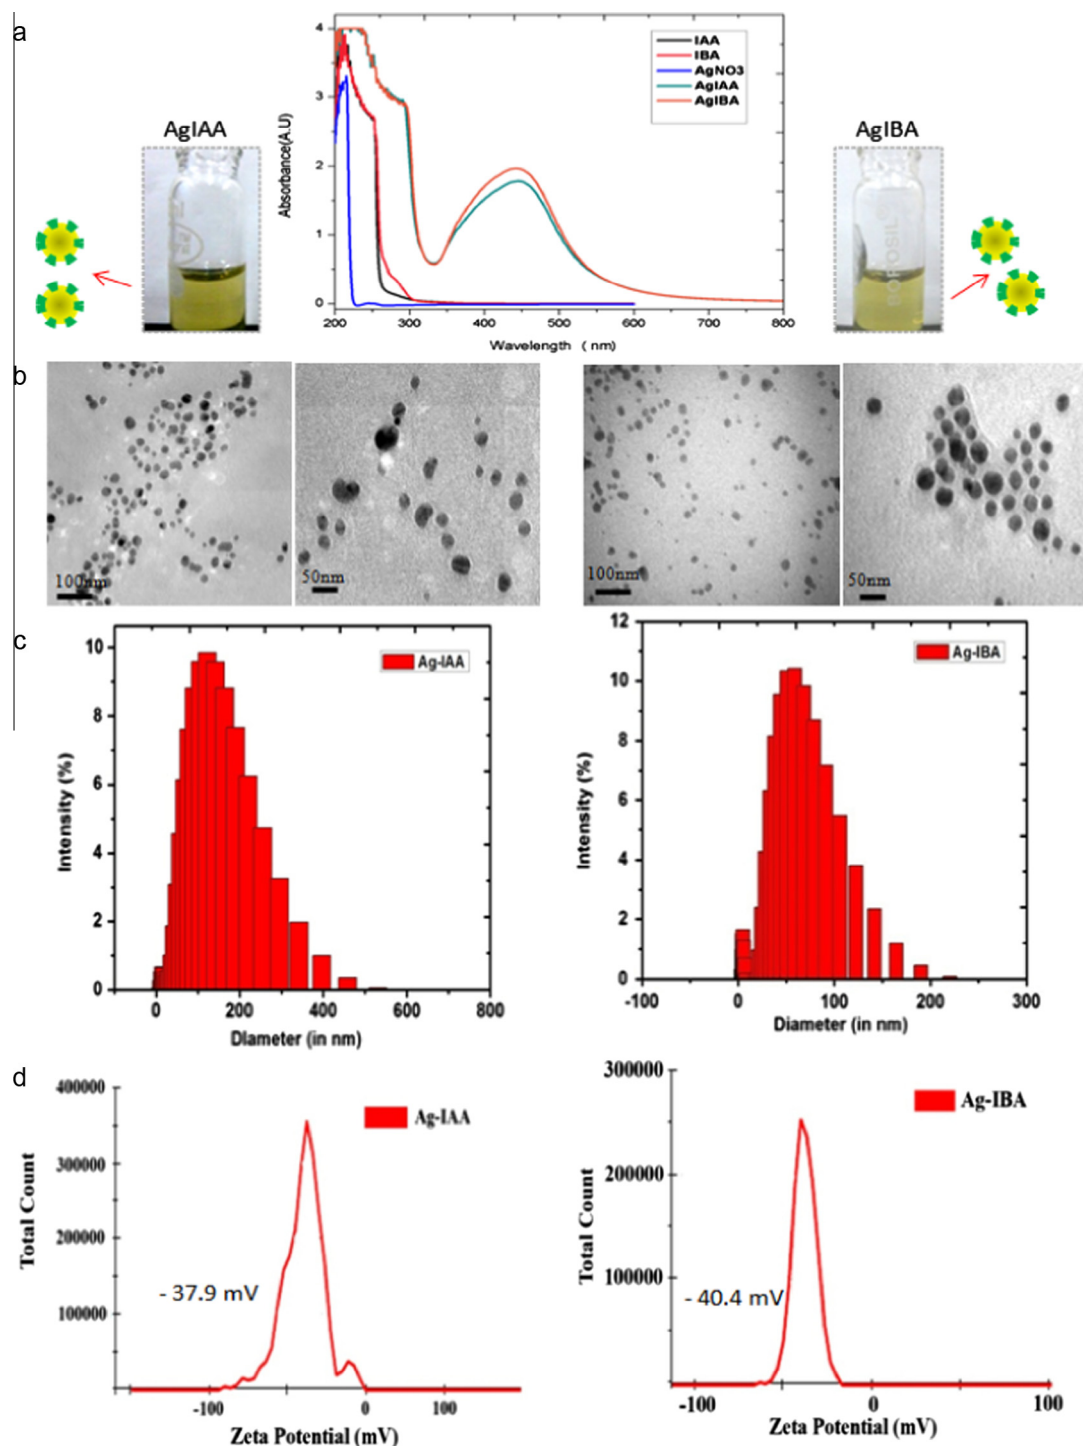 a
AgIAA
4
3
2
1
0
Absorbance(A.U)
IAA
IBA
AgNO3
AgIAA
AgIBA
200 300 400 500 600 700 800
Wavelength ( nm)
AgIBA
BOROSIL
b
100nm
50nm
100nm
50nm
c
10
8
6
4
2
0
Intensity (%)
Ag-IAA
0 200 400 600 800
DIameter (in nm)
12
10
8
6
4
2
0
Intensity (%)
Ag-IBA
-100 0 100 200 300
Diameter (in nm)
d
400000
300000
200000
100000
Total Count
Ag-IAA
- 37.9 mV
-100 0 100
Zeta Potential (mV)
300000
200000
100000
Total Count
Ag-IBA
- 40.4 mV
-100 0 100
Zeta Potential (mV)